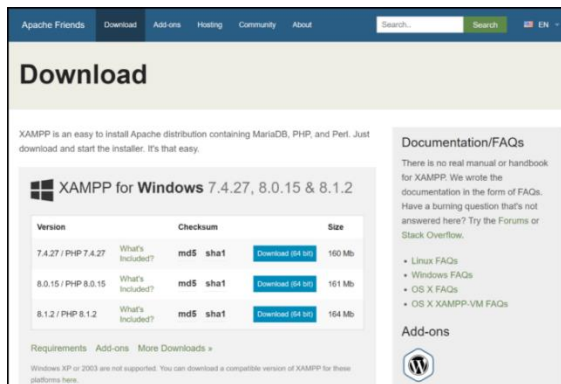 Apache Friends Download Add-ons Hosting Community About Search... Search EN
Download
XAMPP is an easy to install Apache distribution containing MariaDB, PHP, and Perl. Just
download and start the installer. It's that easy.
XAMPP for Windows 7.4.27, 8.0.15 & 8.1.2
Version Checksum Size
7.4.27 / PHP 7.4.27 What's Included? md5 sha1 Download (64 bit) 160 Mb
8.0.15 / PHP 8.0.15 What's Included? md5 sha1 Download (64 bit) 161 Mb
8.1.2 / PHP 8.1.2 What's Included? md5 sha1 Download (64 bit) 164 Mb
Requirements Add-ons More Downloads »
Windows XP or 2003 are not supported. You can download a compatible version of XAMPP for these
platforms here.
Documentation/FAQs
There is no real manual or handbook
for XAMPP. We wrote the
documentation in the form of FAQs.
Have a burning question that's not
answered here? Try the Forums or
Stack Overflow.
• Linux FAQs
• Windows FAQs
• OS X FAQs
• OS X XAMPP-VM FAQs
Add-ons